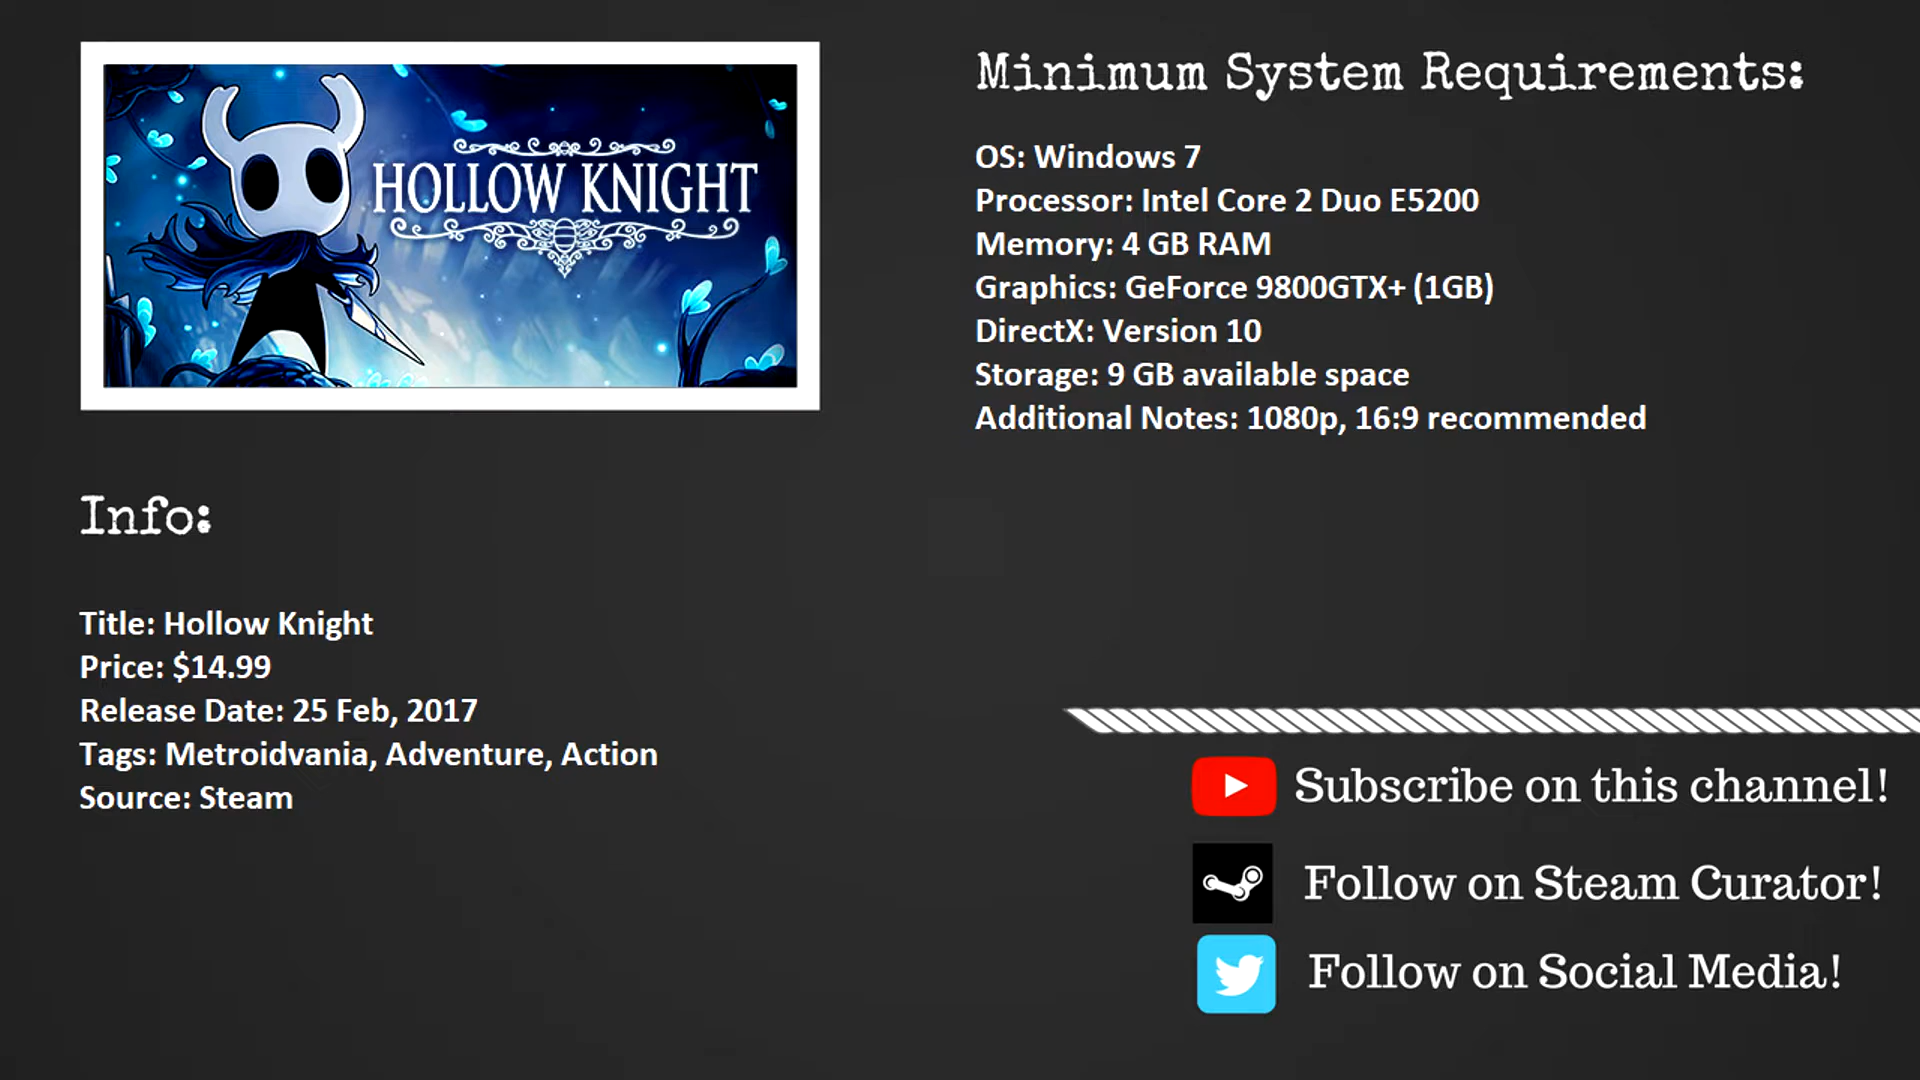 HOLLOW KNIGHT
Minimum System Requirements:
OS: Windows 7
Processor: Intel Core 2 Duo E5200
Memory: 4 GB RAM
Graphics: GeForce 9800GTX+ (1GB)
DirectX: Version 10
Storage: 9 GB available space
Additional Notes: 1080p, 16:9 recommended
Info:
Title: Hollow Knight
Price: $14.99
Release Date: 25 Feb, 2017
Tags: Metroidvania, Adventure, Action
Source: Steam
Subscribe on this channel!
Follow on Steam Curator!
Follow on Social Media!